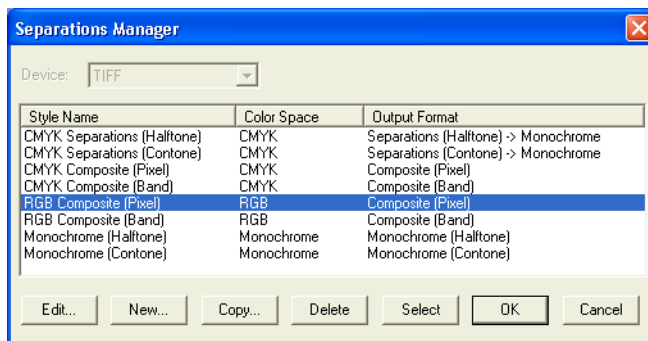 Separations Manager
Device: TIFF
Style Name Color Space Output Format
CMYK Separations (Halftone) CMYK Separations (Halftone) -> Monochrome
CMYK Separations (Contone) CMYK Separations (Contone) -> Monochrome
CMYK Composite (Pixel) CMYK Composite (Pixel)
CMYK Composite (Band) CMYK Composite (Band)
RGB Composite (Pixel) RGB Composite (Pixel)
RGB Composite (Band) RGB Composite (Band)
Monochrome (Halftone) Monochrome Monochrome (Halftone)
Monochrome (Contone) Monochrome Monochrome (Contone)
Edit... New... Copy... Delete Select OK Cancel